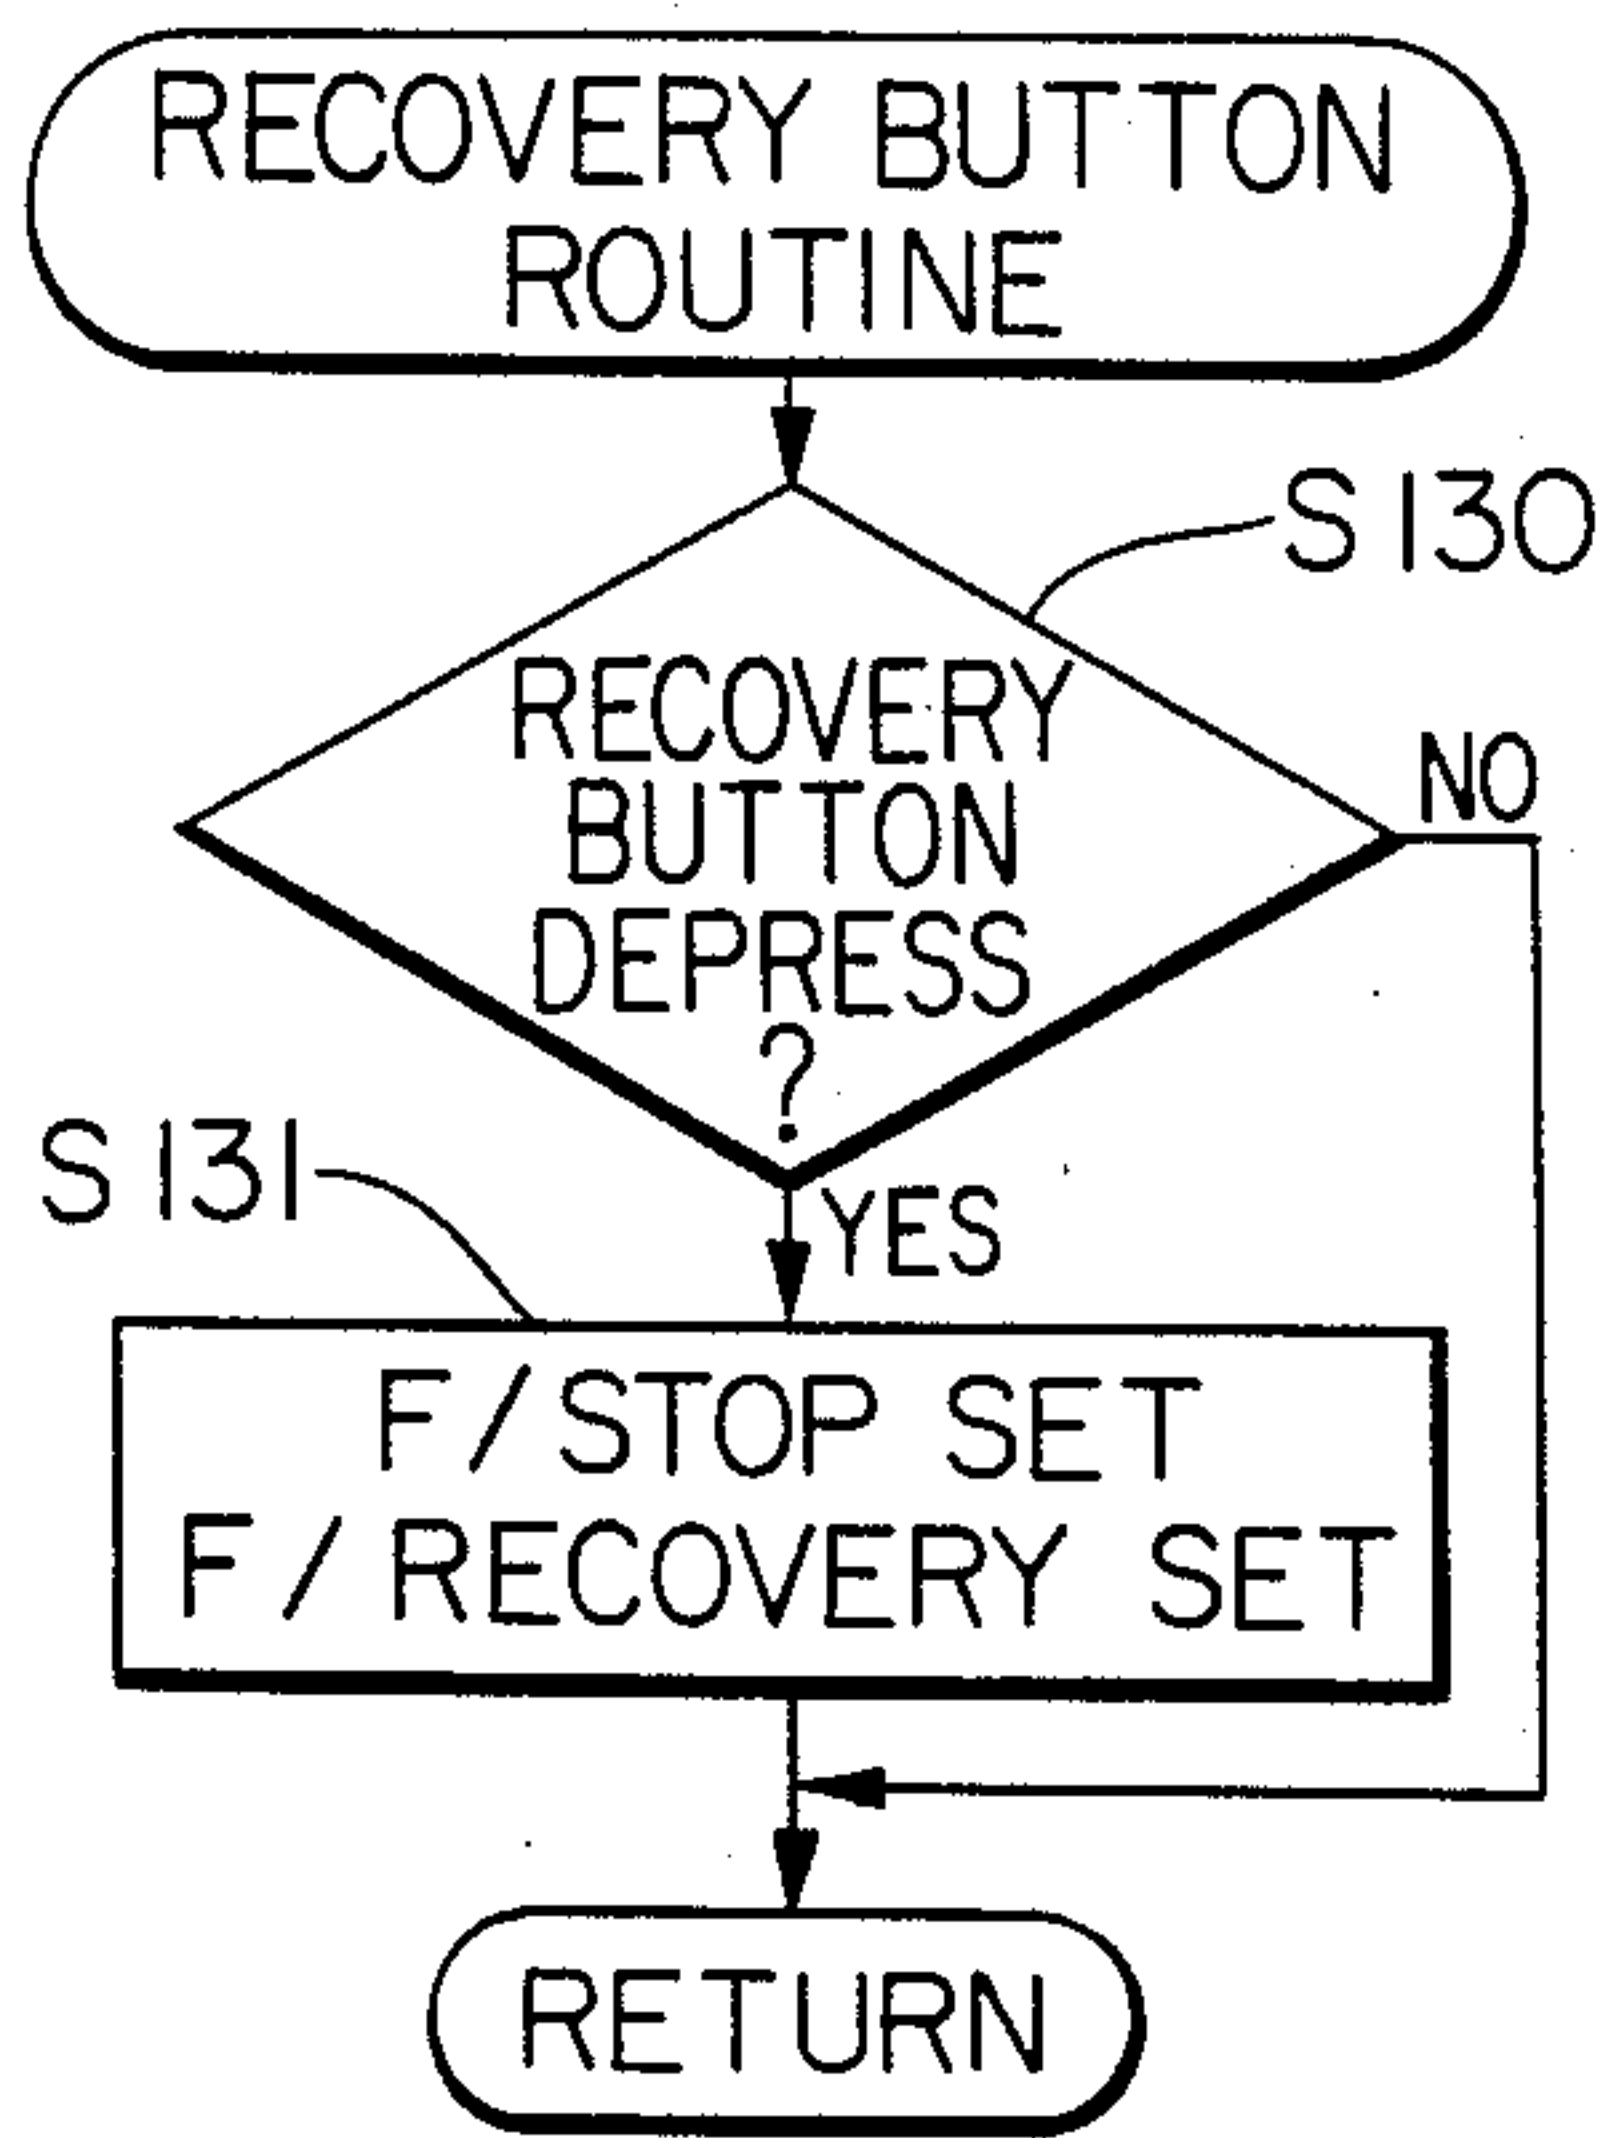 RECOVERY BUTTON
ROUTINE
S130
RECOVERY
BUTTON
DEPRESS
?
NO
YES
S131
F/STOP SET
F/RECOVERY SET
RETURN